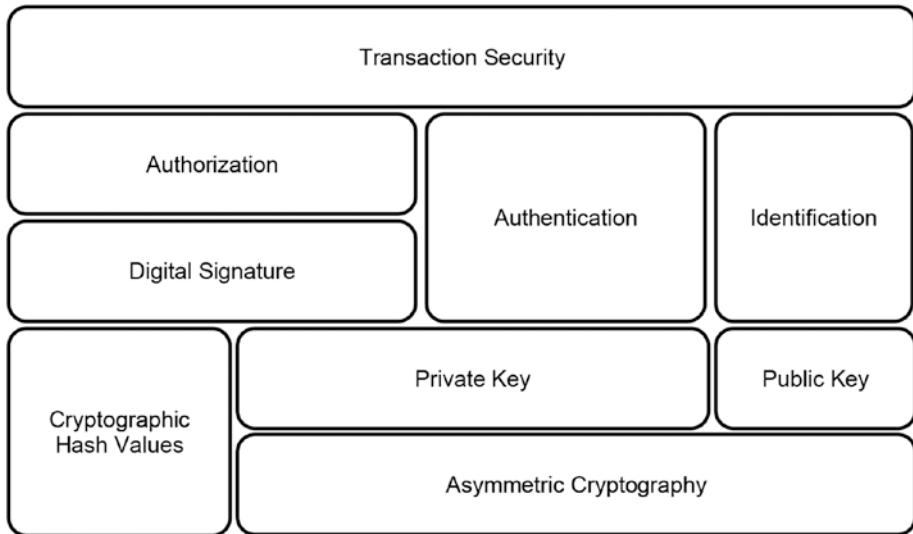 Transaction Security
Authorization
Authentication
Identification
Digital Signature
Private Key
Public Key
Cryptographic
Hash Values
Asymmetric Cryptography